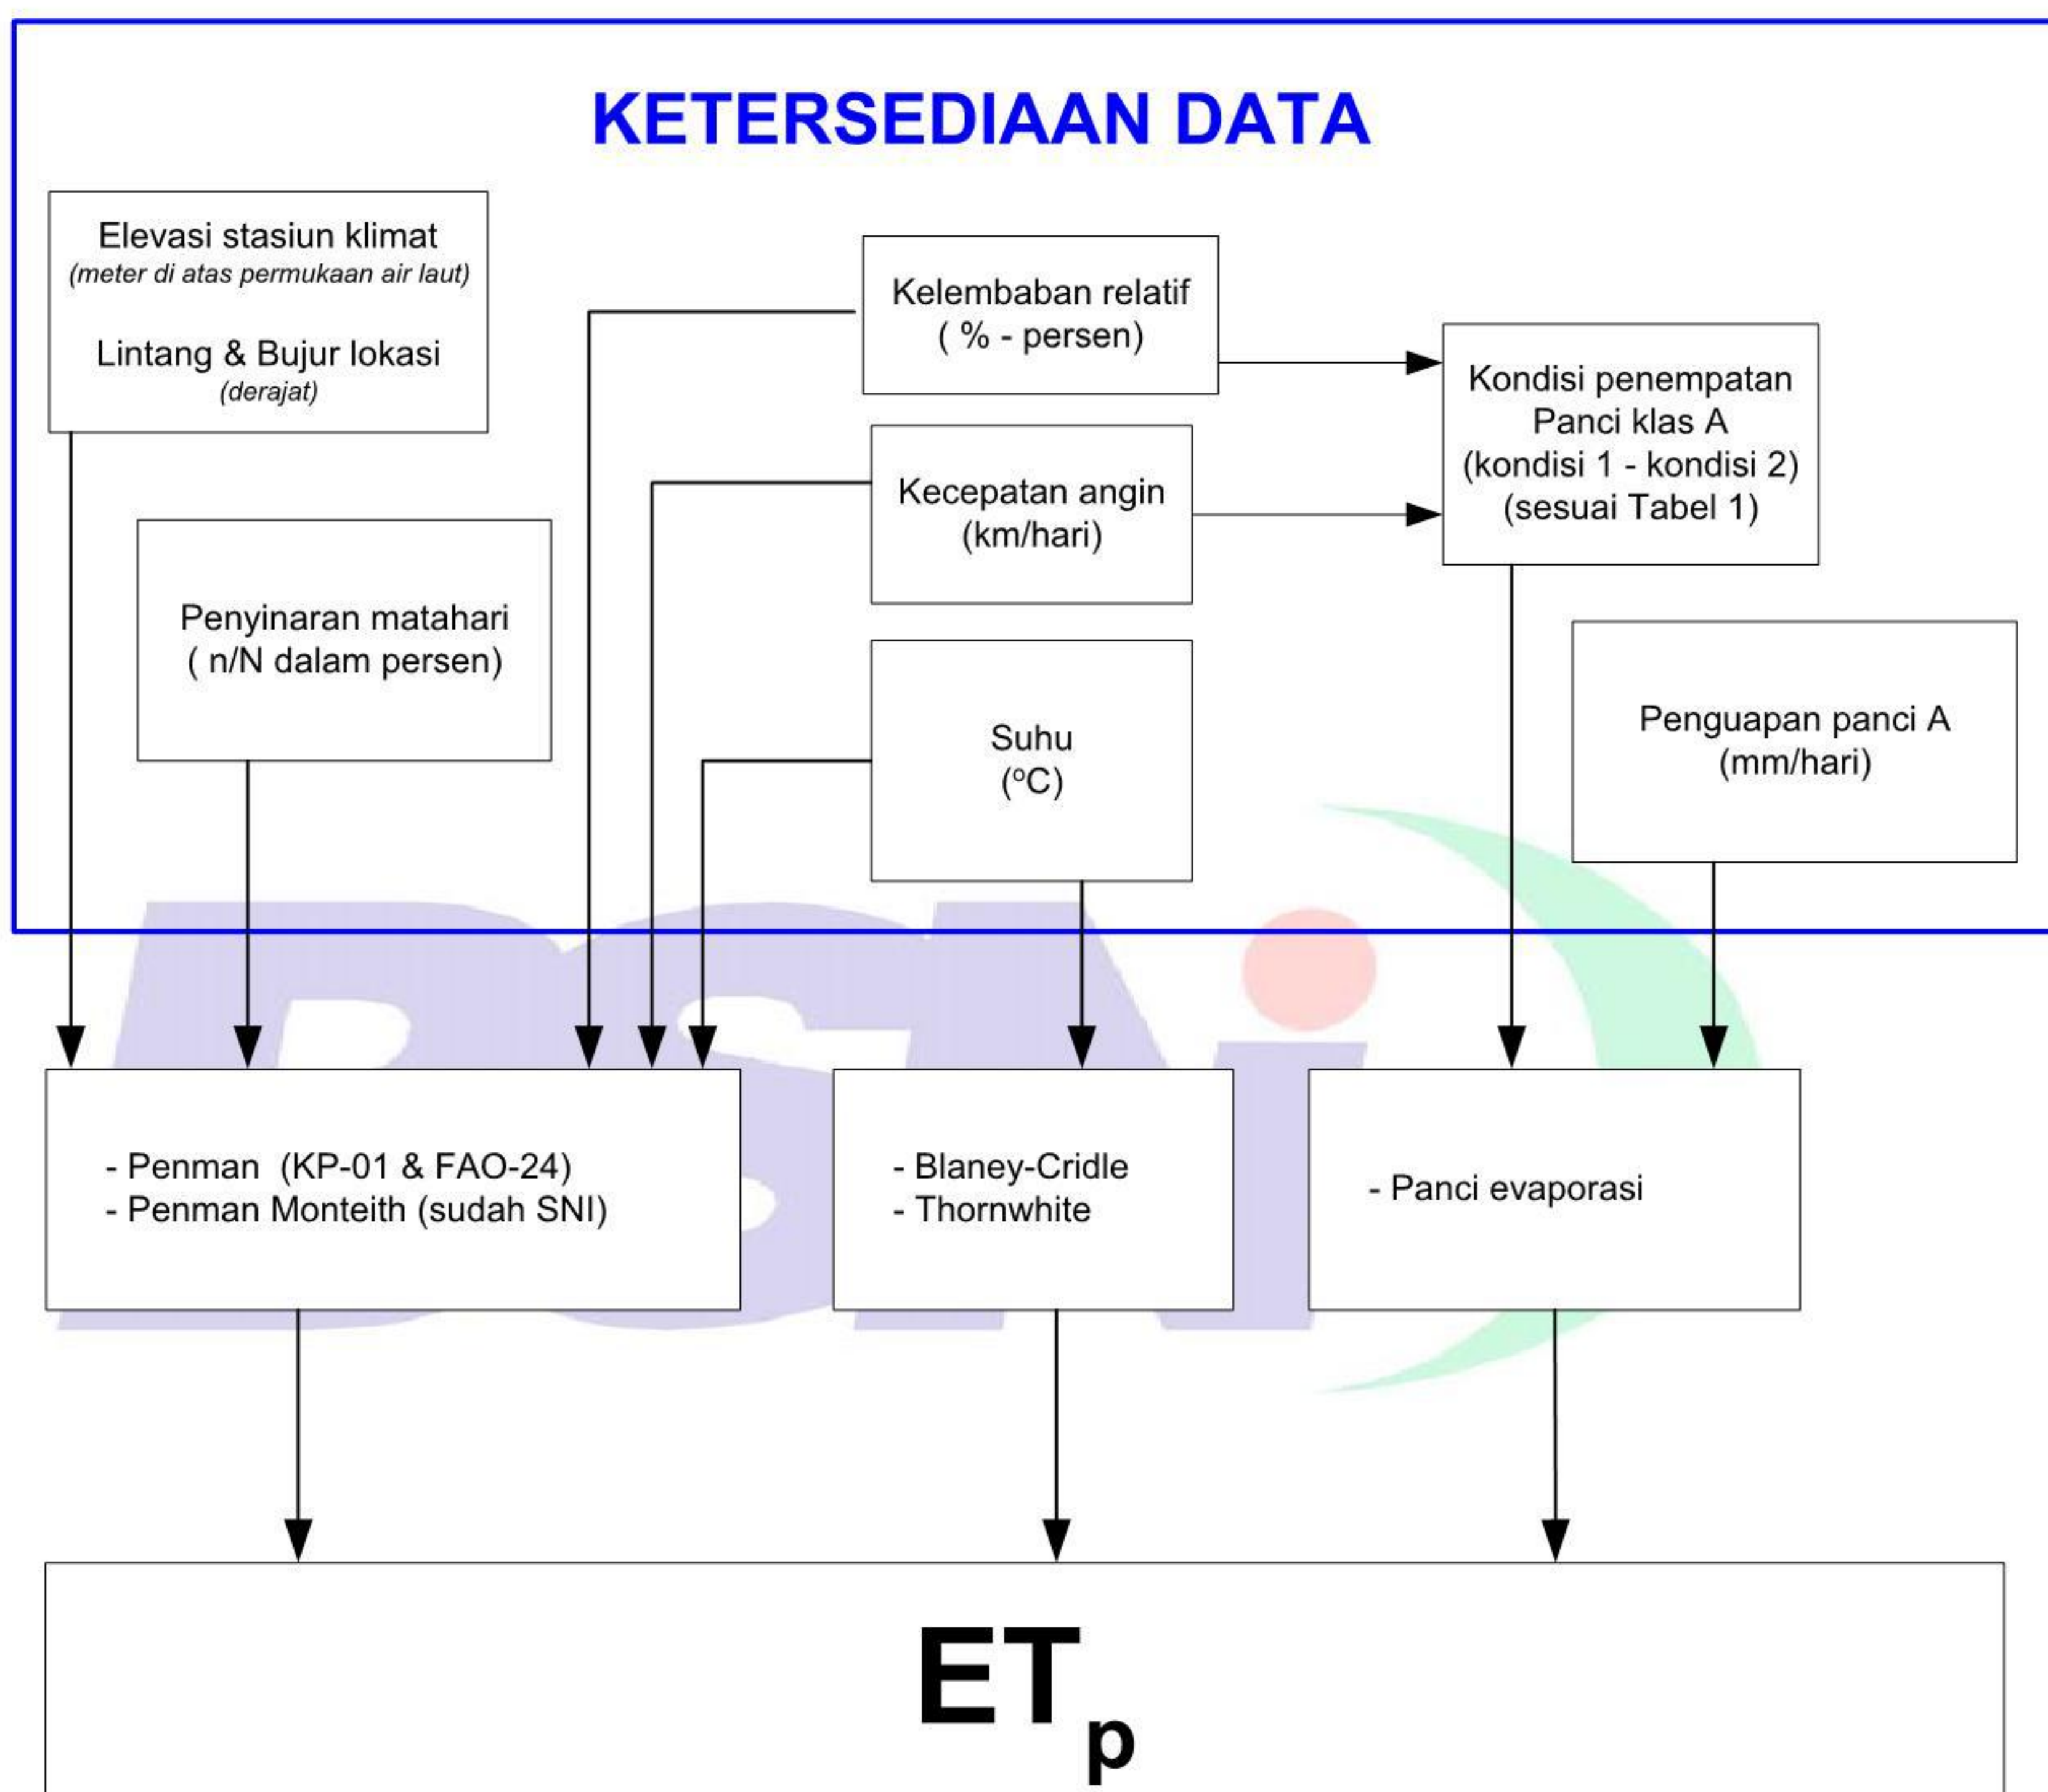 KETERSEDIAAN DATA
Elevasi stasiun klimat
(meter di atas permukaan air laut)
Lintang & Bujur lokasi
(derajat)
Kelembaban relatif
( % - persen)
Kondisi penempatan
Panci klas A
(kondisi 1 - kondisi 2)
(sesuai Tabel 1)
Kecepatan angin
(km/hari)
Penyinaran matahari
( n/N dalam persen)
Suhu
(ºC)
Penguapan panci A
(mm/hari)
- Penman (KP-01 & FAO-24)
- Penman Monteith (sudah SNI)
- Blaney-Cridle
- Thornwhite
- Panci evaporasi
ETp